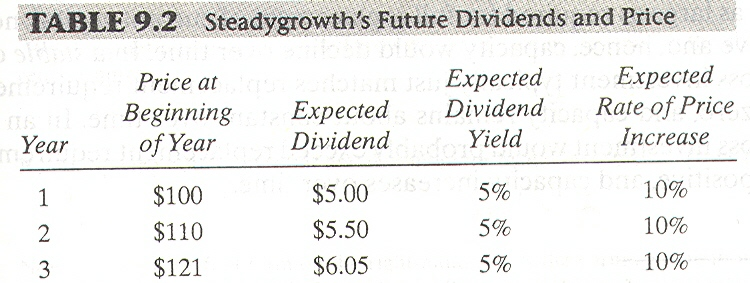 TABLE 9.2 Steadygrowth's Future Dividends and Price
Price at Expected Expected
Beginning Expected Dividend Rate of Price
Year of Year Dividend Yield Increase
1 $100 $5.00 5% 10%
2 $110 $5.50 5% 10%
3 $121 $6.05 5% 10%